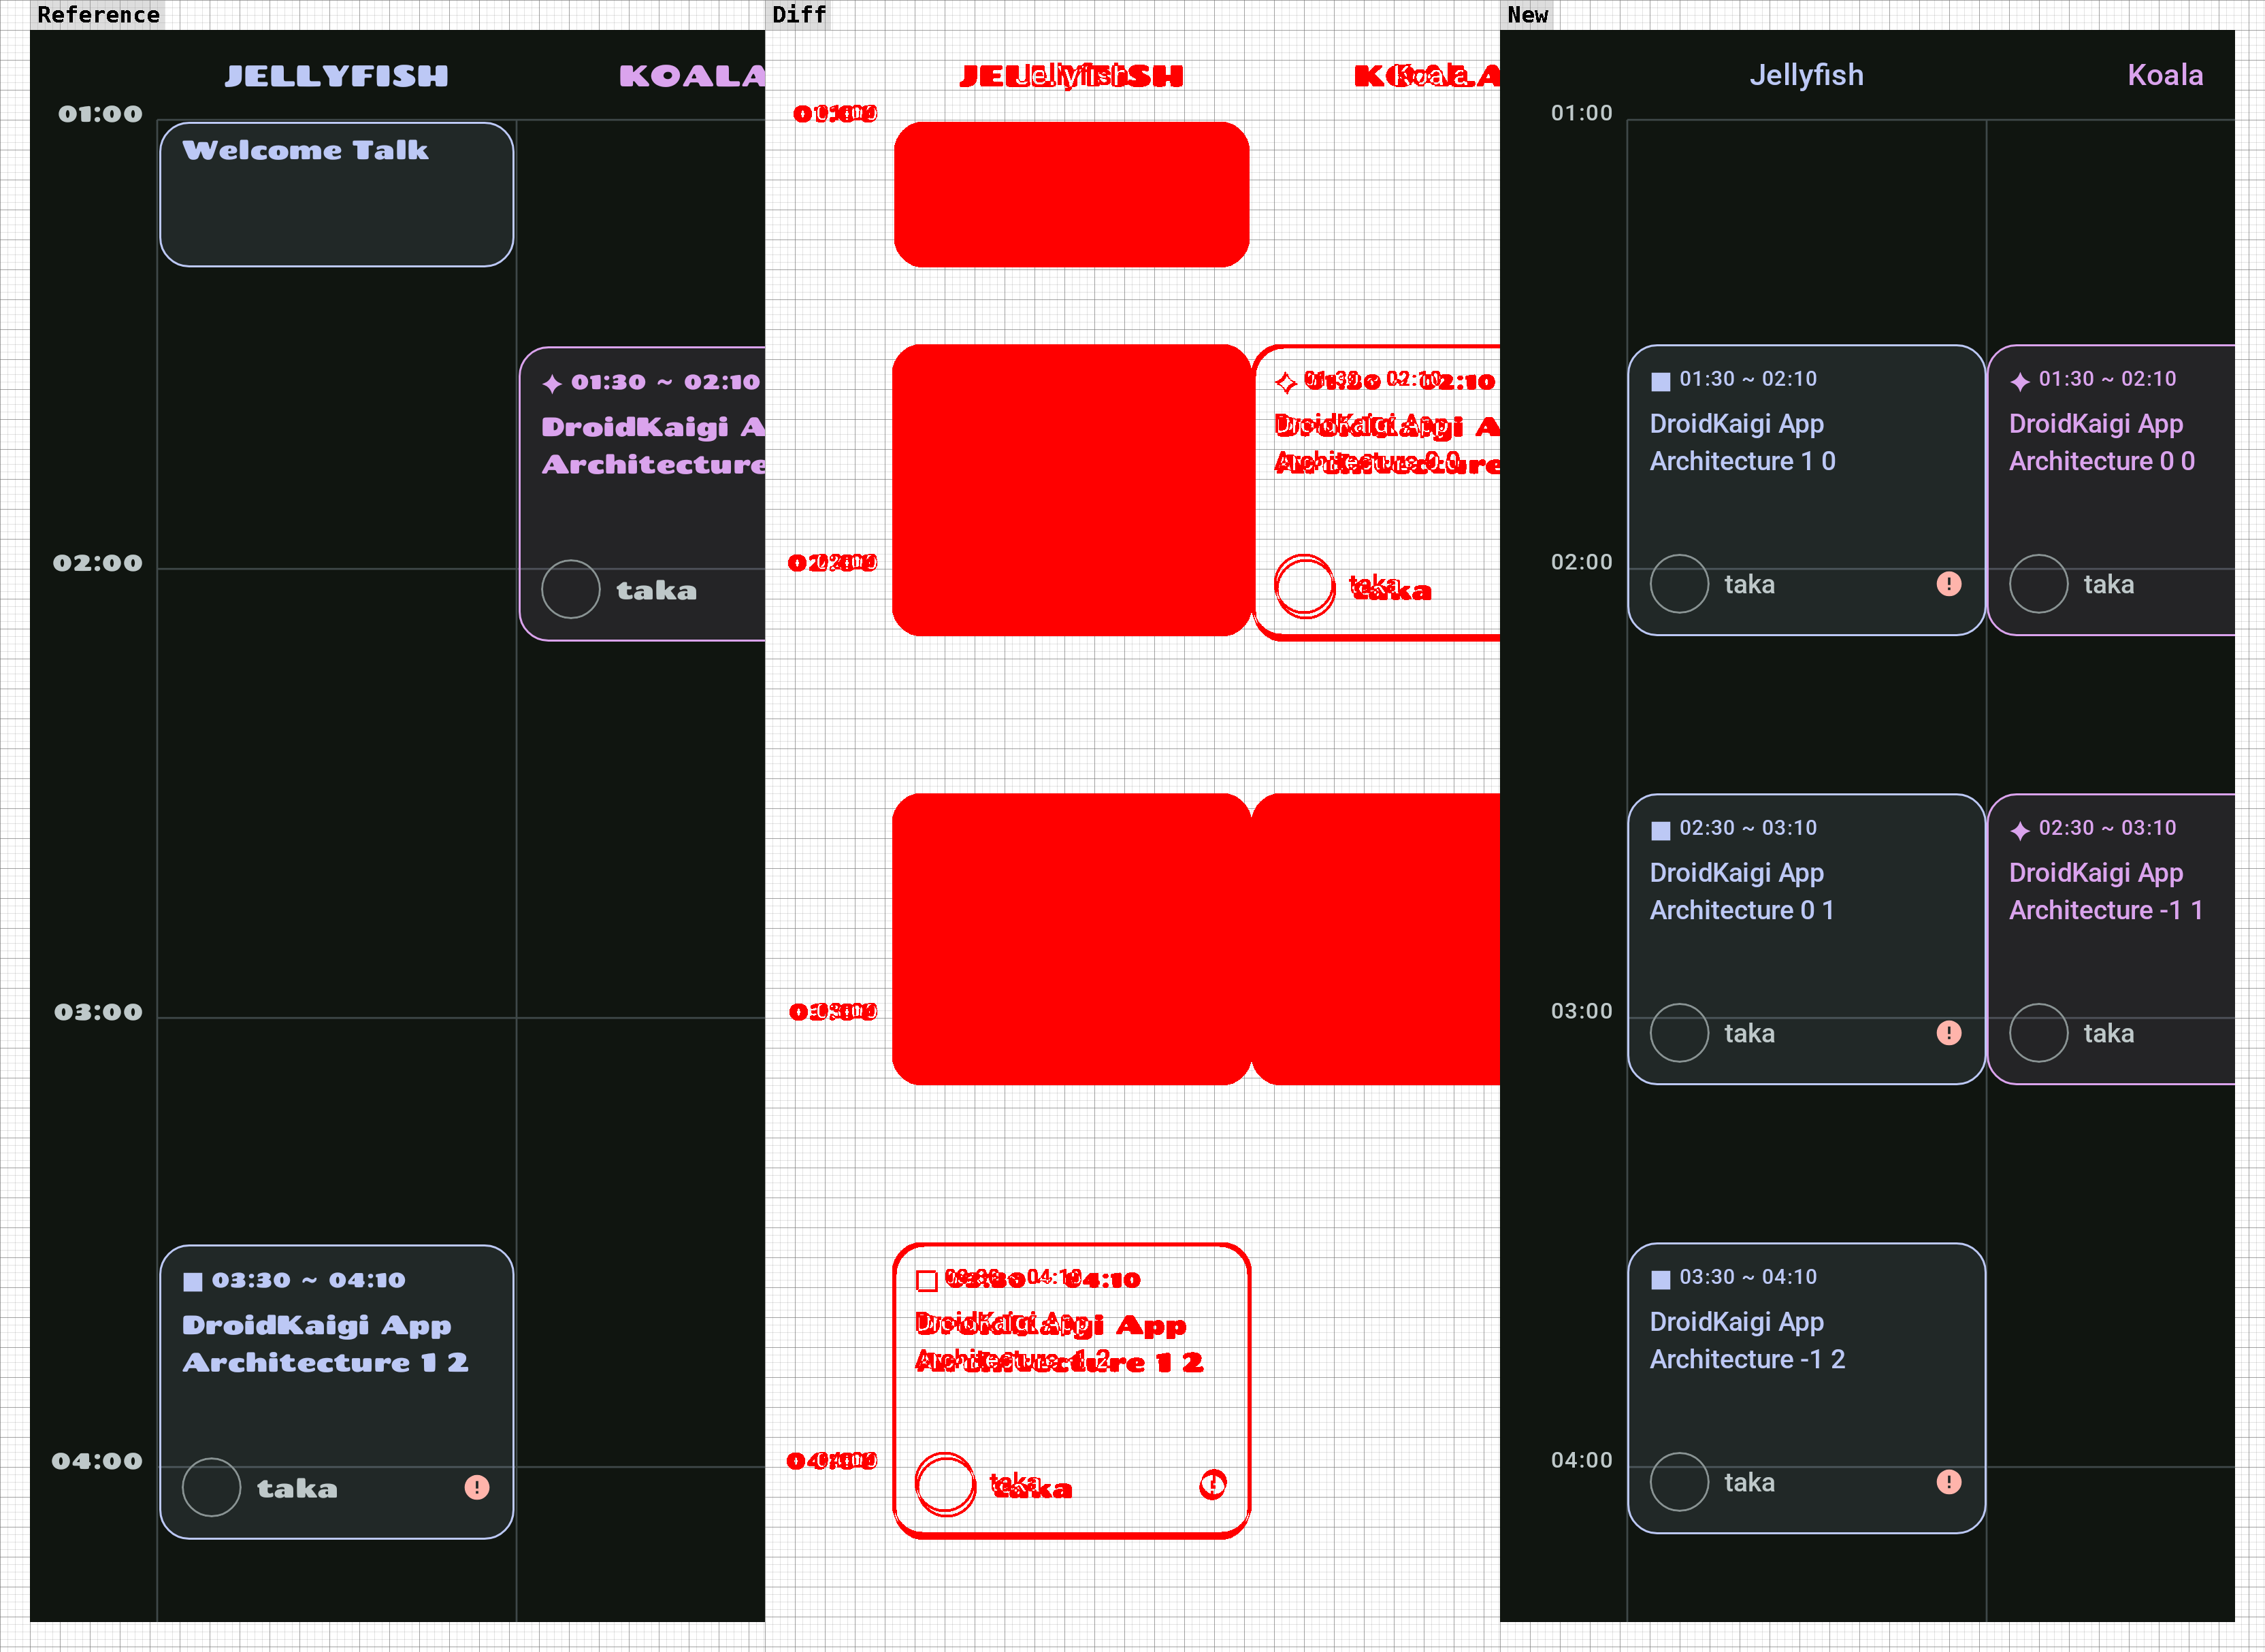 Reference
JELLYFISH
KOALA
01:00
Welcome Talk
01:30 ~ 02:10
DroidKaigi A
Architecture
02:00
taka
03:00
03:30 ~ 04:10
DroidKaigi App
Architecture 1 2
04:00
taka
!
Diff
New
Jellyfish
Koala
01:00
01:30 ~ 02:10
DroidKaigi App
Architecture 1 0
02:00
taka
!
01:30 ~ 02:10
DroidKaigi App
Architecture 0 0
taka
02:30 ~ 03:10
DroidKaigi App
Architecture 0 1
03:00
taka
!
02:30 ~ 03:10
DroidKaigi App
Architecture -1 1
taka
03:30 ~ 04:10
DroidKaigi App
Architecture -1 2
04:00
taka
!